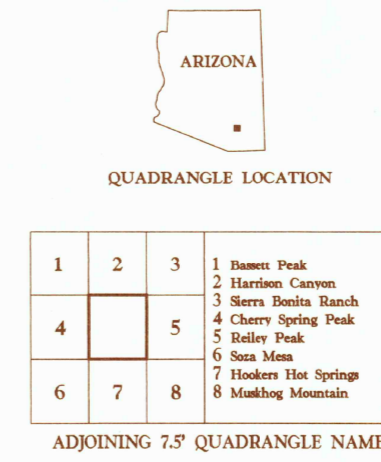 ARIZONA
QUADRANGLE LOCATION
1 2 3
4 5
6 7 8
1 Bassett Peak
2 Harrison Canyon
3 Sierra Bonita Ranch
4 Cherry Spring Peak
5 Reiley Peak
6 Soza Mesa
7 Hookers Hot Springs
8 Muskhog Mountain
ADJOINING 7.5' QUADRANGLE NAME